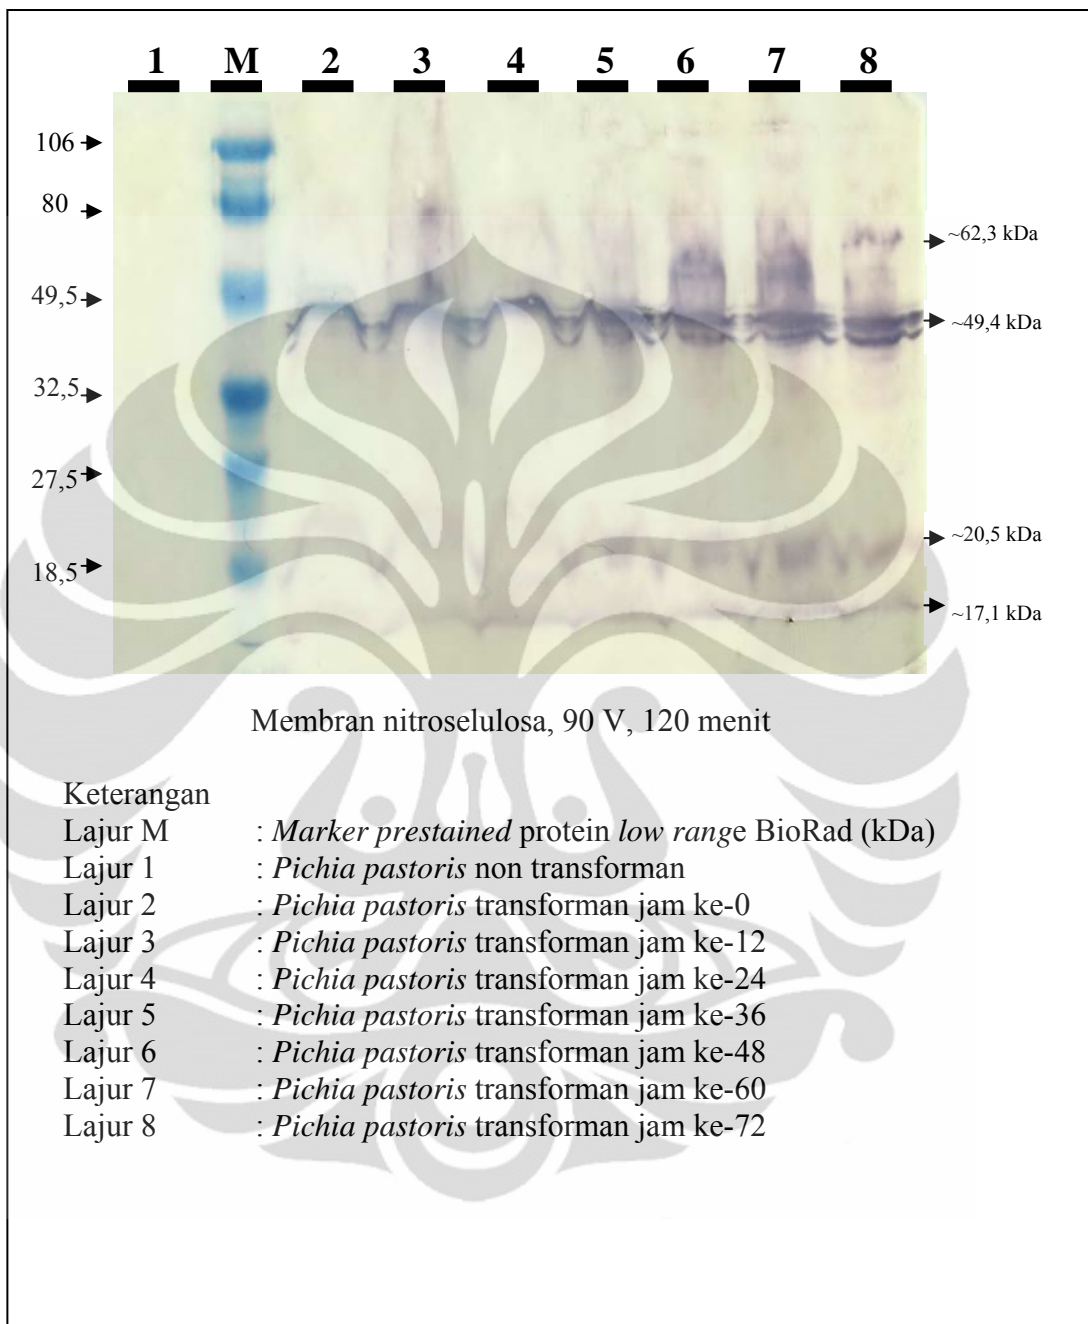 1 M 2 3 4 5 6 7 8
106
80
~62,3 kDa
49,5
~49,4 kDa
32,5
27,5
~20,5 kDa
18,5
~17,1 kDa
Membran nitroselulosa, 90 V, 120 menit
Keterangan
Lajur M : Marker prestained protein low range BioRad (kDa)
Lajur 1 : Pichia pastoris non transforman
Lajur 2 : Pichia pastoris transforman jam ke-0
Lajur 3 : Pichia pastoris transforman jam ke-12
Lajur 4 : Pichia pastoris transforman jam ke-24
Lajur 5 : Pichia pastoris transforman jam ke-36
Lajur 6 : Pichia pastoris transforman jam ke-48
Lajur 7 : Pichia pastoris transforman jam ke-60
Lajur 8 : Pichia pastoris transforman jam ke-72